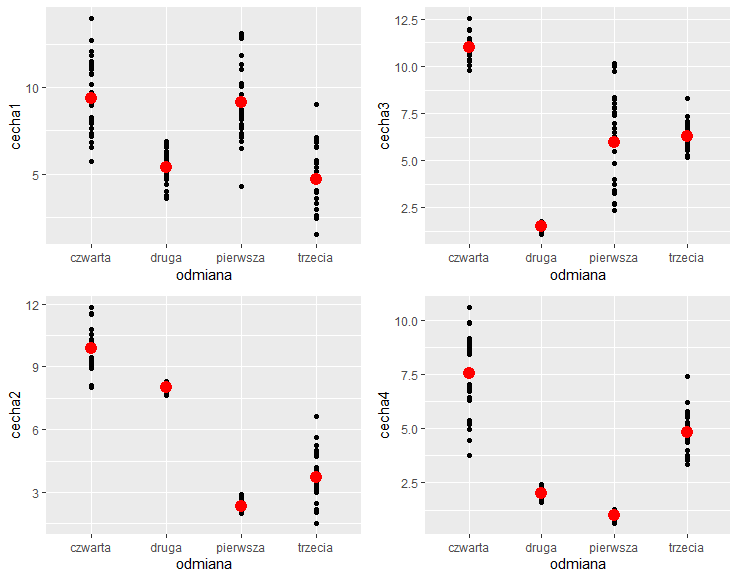 cecha1
10
5
czwarta druga pierwsza trzecia
odmiana
cecha3
12.5
10.0
7.5
5.0
2.5
czwarta druga pierwsza trzecia
odmiana
cecha2
12
9
6
3
czwarta druga pierwsza trzecia
odmiana
cecha4
10.0
7.5
5.0
2.5
czwarta druga pierwsza trzecia
odmiana